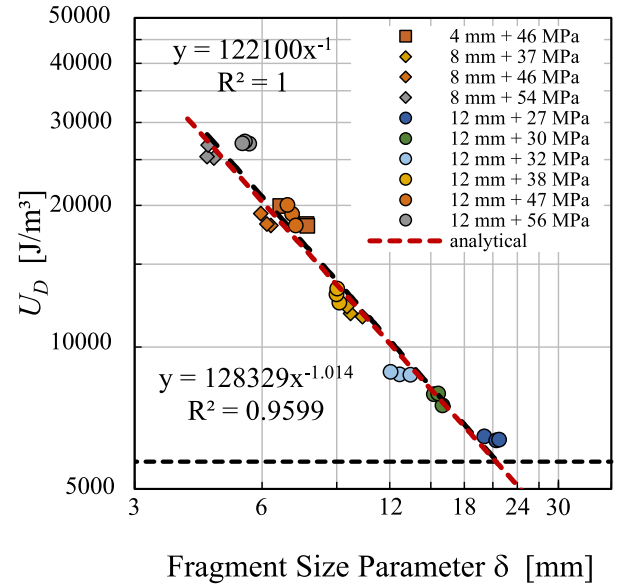 50000
30000
20000
10000
5000
U_D [J/m³]
y = 122100x⁻¹
R² = 1
4 mm + 46 MPa
8 mm + 37 MPa
8 mm + 46 MPa
8 mm + 54 MPa
12 mm + 27 MPa
12 mm + 30 MPa
12 mm + 32 MPa
12 mm + 38 MPa
12 mm + 47 MPa
12 mm + 56 MPa
analytical
y = 128329x⁻¹·⁰¹⁴
R² = 0.9599
3 6 9 12 18 24 30
Fragment Size Parameter δ [mm]